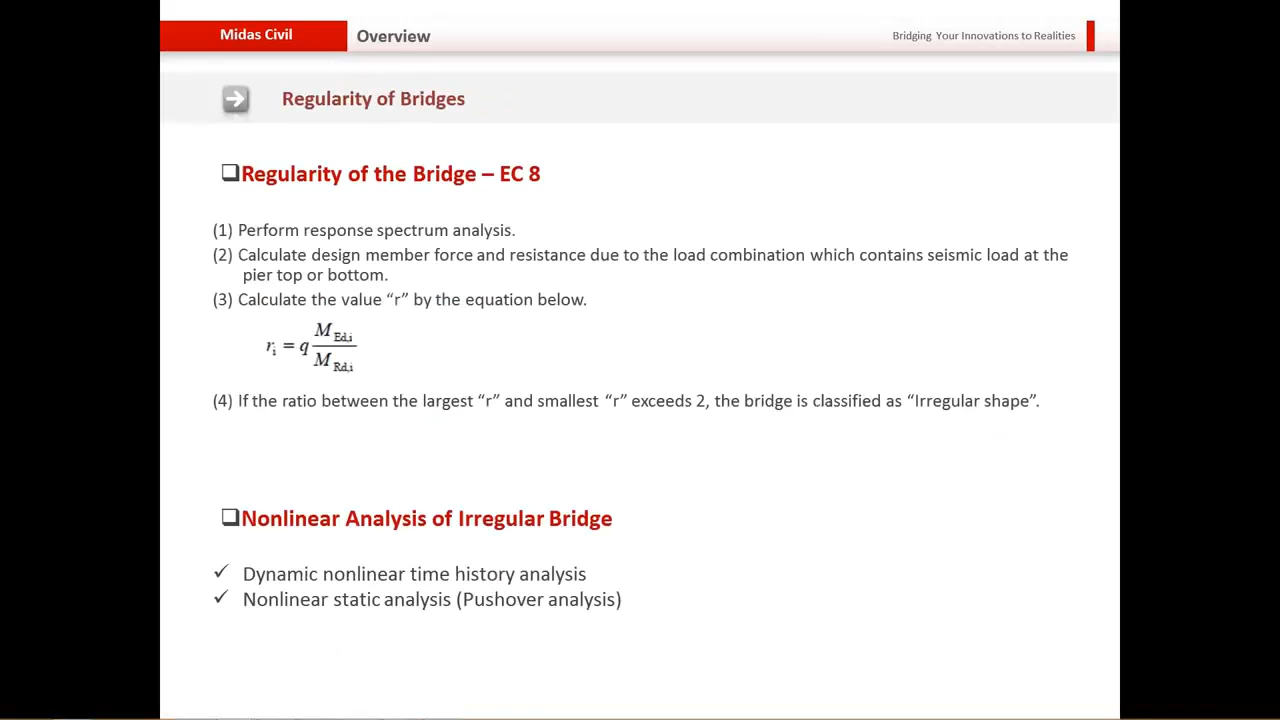 Midas Civil
Overview
Bridging Your Innovations to Realities
Regularity of Bridges
Regularity of the Bridge – EC 8
(1) Perform response spectrum analysis.
(2) Calculate design member force and resistance due to the load combination which contains seismic load at the
pier top or bottom.
(3) Calculate the value “r” by the equation below.
r_i = q M_Ed,i / M_Rd,i
(4) If the ratio between the largest “r” and smallest “r” exceeds 2, the bridge is classified as “Irregular shape”.
Nonlinear Analysis of Irregular Bridge
✓ Dynamic nonlinear time history analysis
✓ Nonlinear static analysis (Pushover analysis)